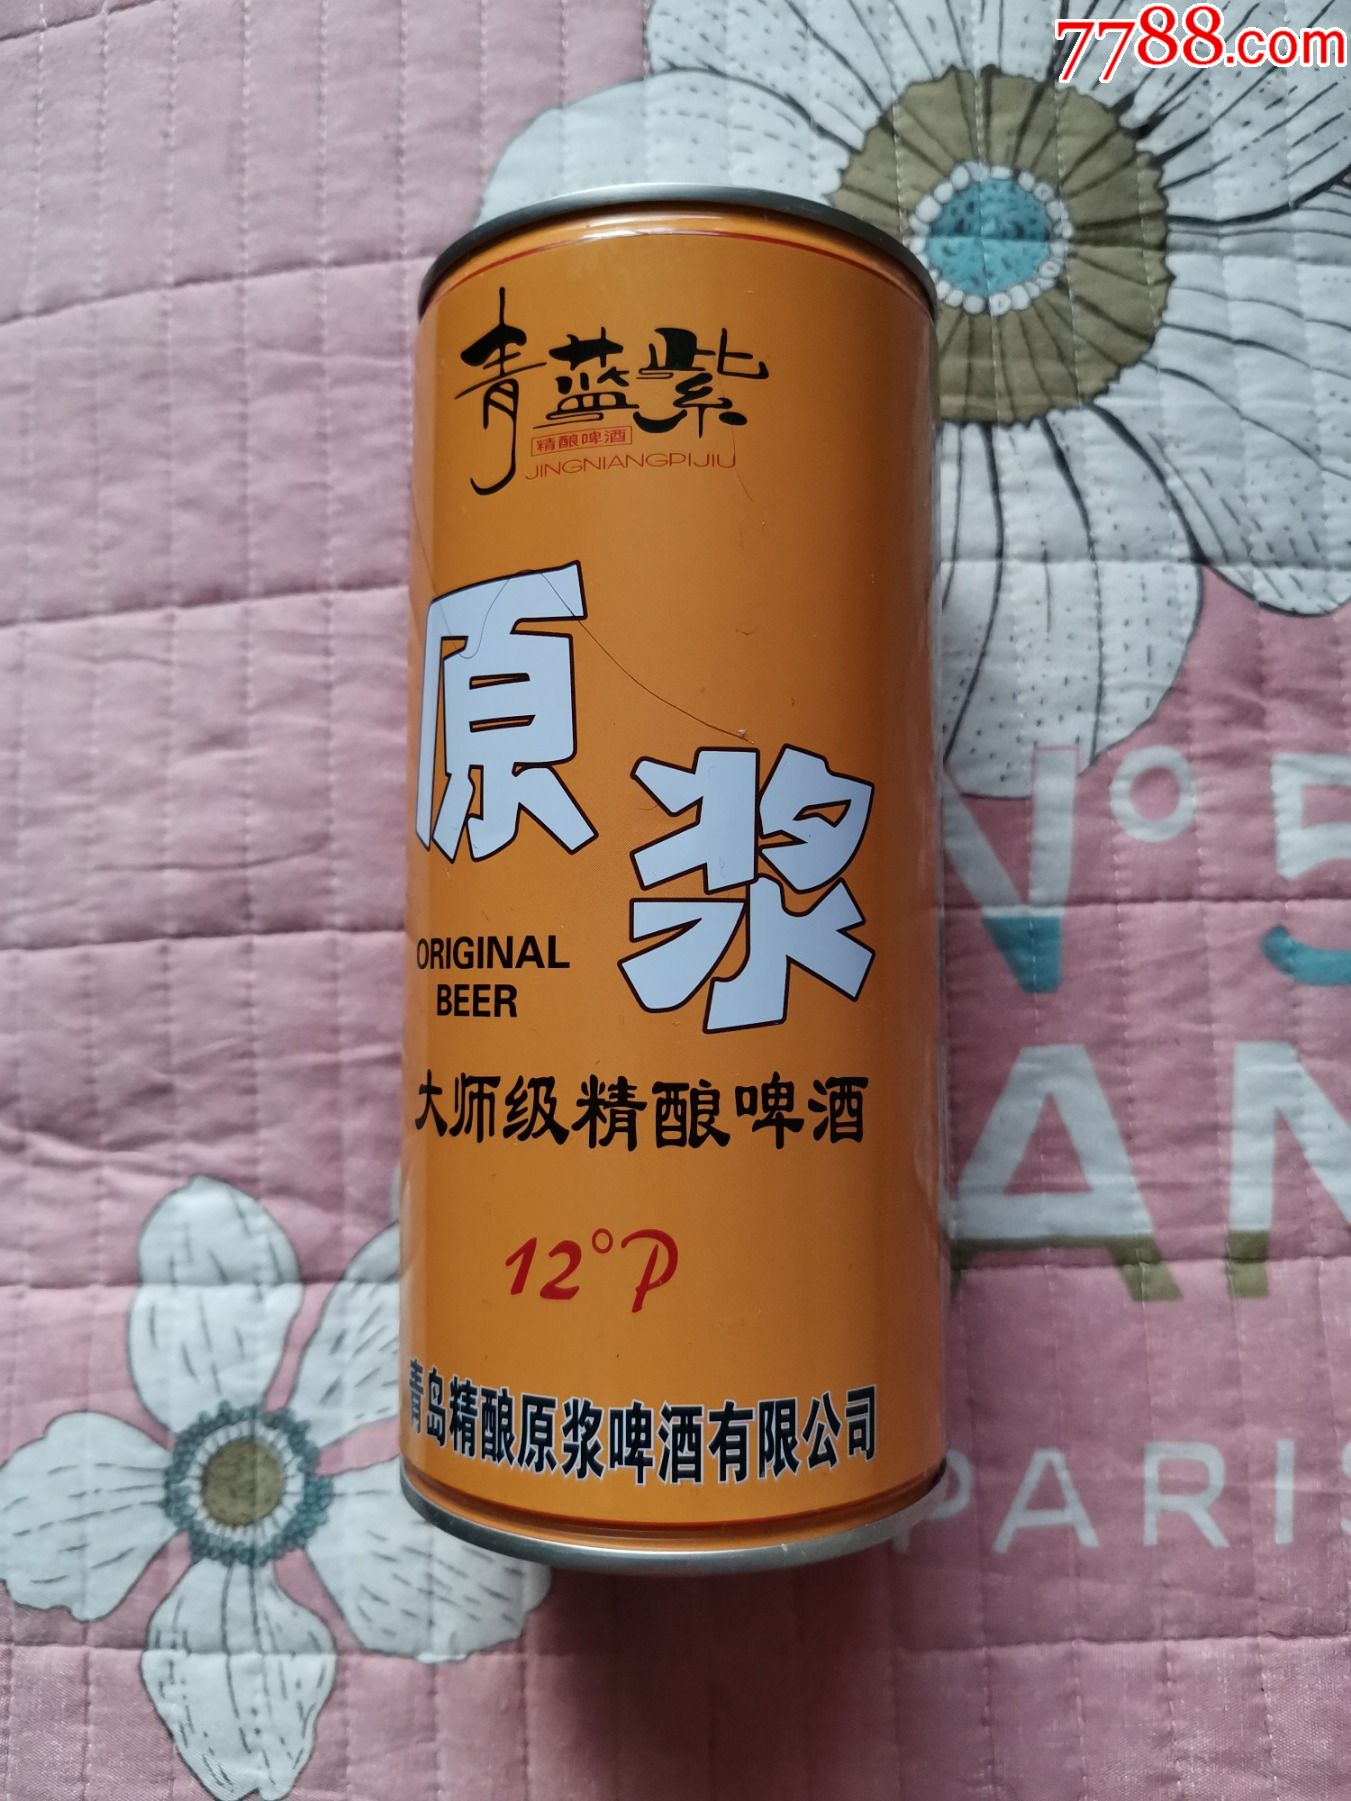 7788.com
青蓝紫
精酿啤酒
JINGNIANGPIJIU
原浆
ORIGINAL
BEER
大师级精酿啤酒
12°P
青岛精酿原浆啤酒有限公司
N°5
PARIS